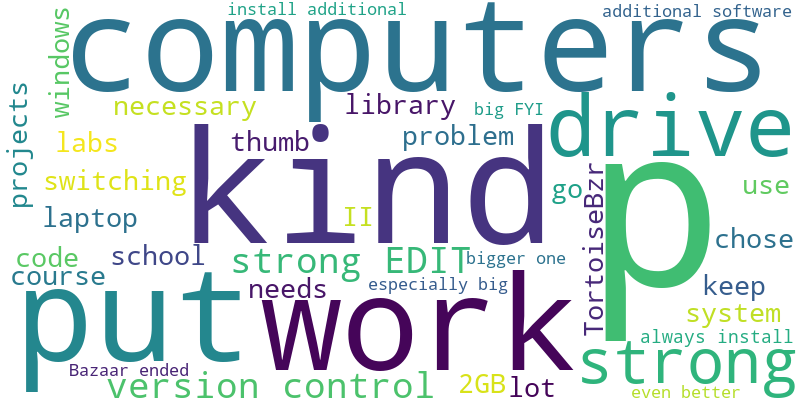 install additional
additional software
computers
windows
projects
necessary
library
big FYI
drive
labs
thumb
problem
kind
p
switching
go
use
laptop
II
TortoiseBzr
chose
code
school
strong EDIT
bigger one
course
needs
especially big
keep
put
work
system
always install
strong
Bazaar ended
version control
2GB
lot
even better